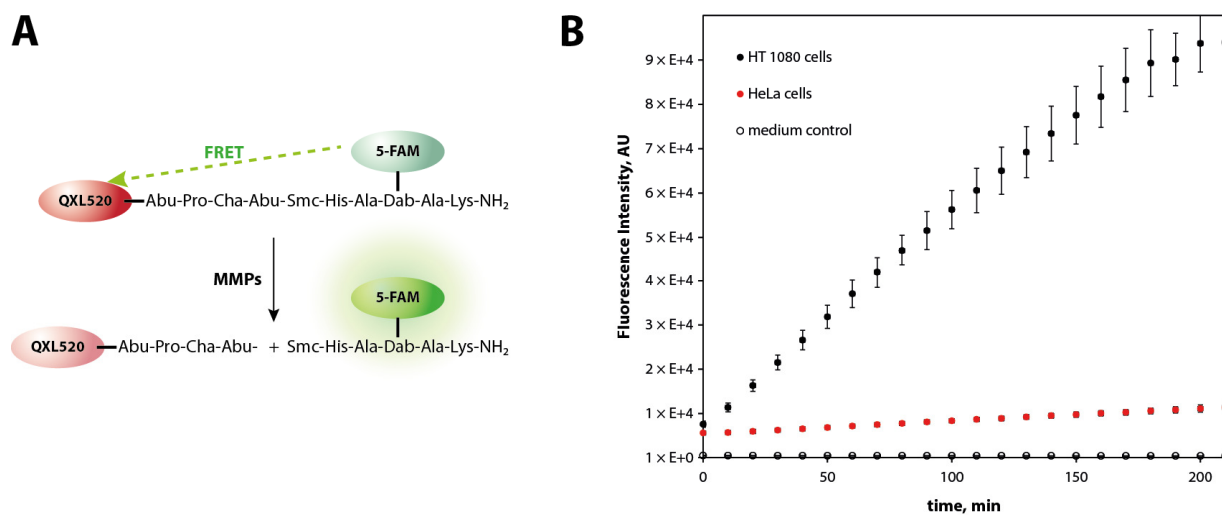 A
FRET
5-FAM
QXL520
Abu-Pro-Cha-Abu-Smc-His-Ala-Dab-Ala-Lys-NH₂
MMPs
5-FAM
QXL520
Abu-Pro-Cha-Abu- + Smc-His-Ala-Dab-Ala-Lys-NH₂
B
Fluorescence Intensity, AU
9 × E+4
8 × E+4
7 × E+4
6 × E+4
5 × E+4
4 × E+4
3 × E+4
2 × E+4
1 × E+4
1 × E+0
HT 1080 cells
HeLa cells
medium control
0 50 100 150 200
time, min